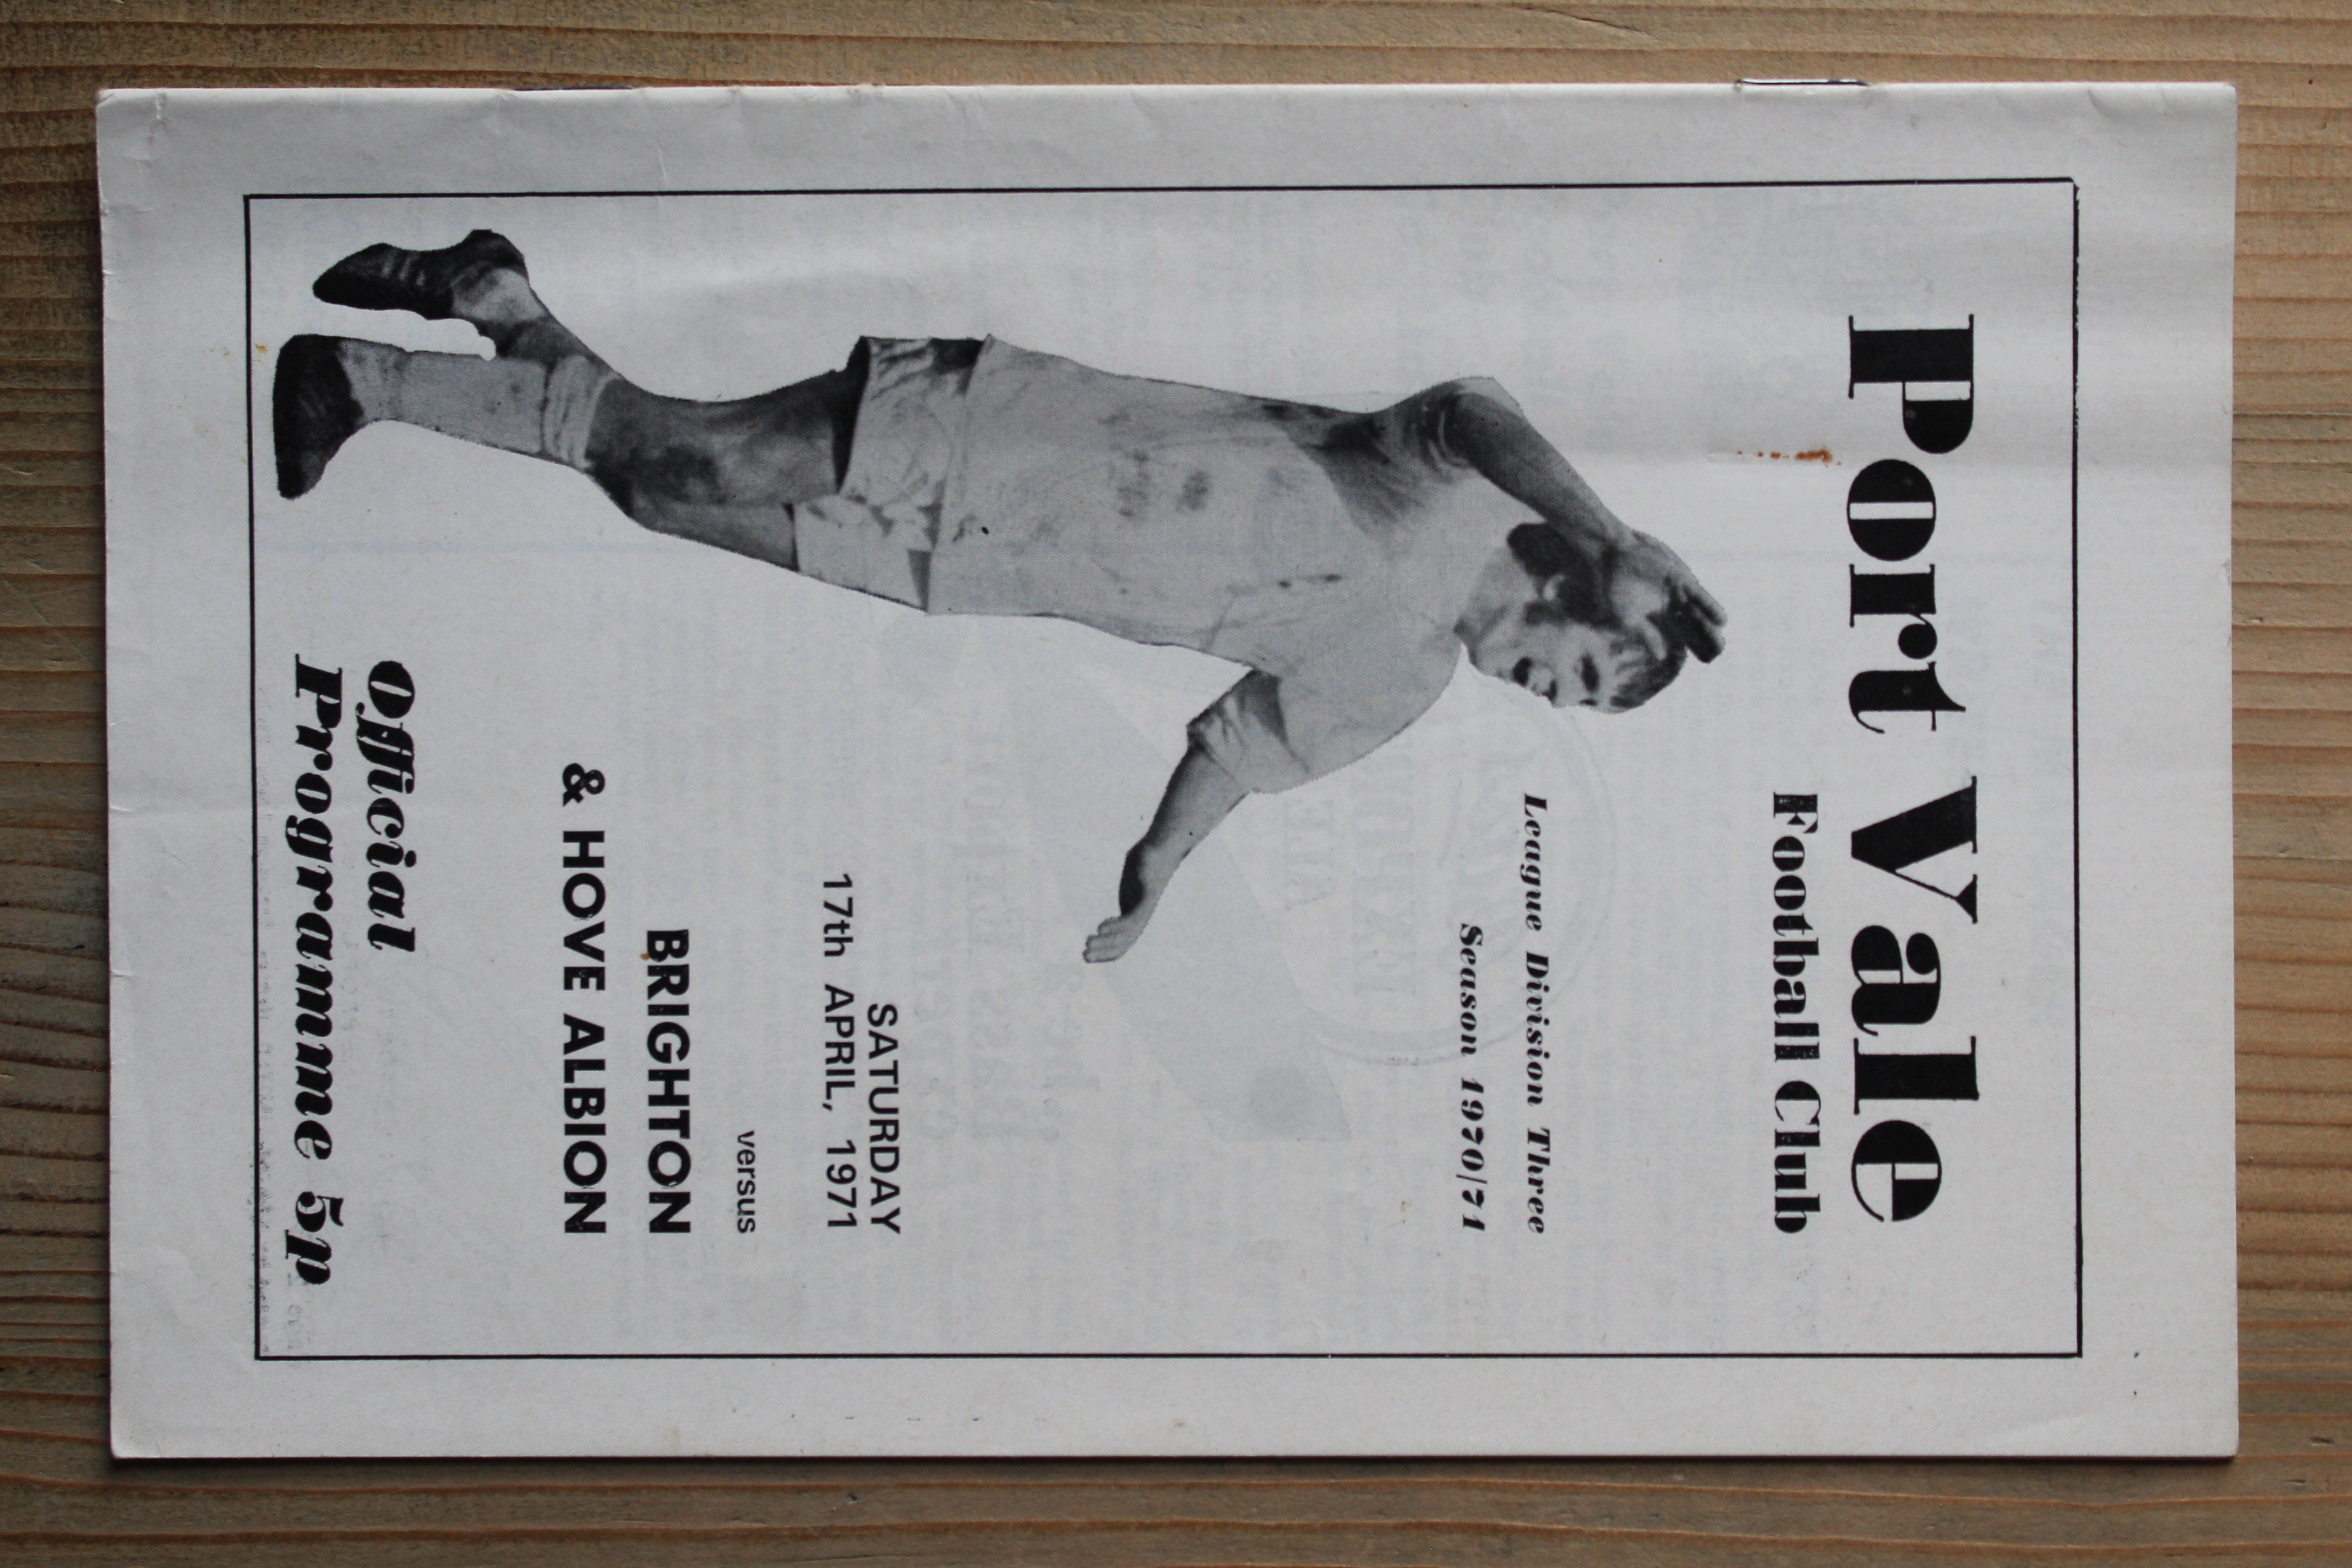 Port Vale
Football Club
League Division Three
Season 1970/71
SATURDAY
17th APRIL, 1971
versus
BRIGHTON
& HOVE ALBION
Official
Programme 5p